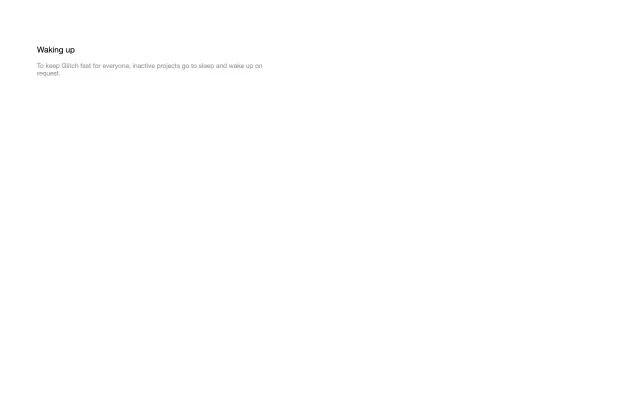 Waking up
To keep Glitch fast for everyone, inactive projects go to sleep and wake up on
request.